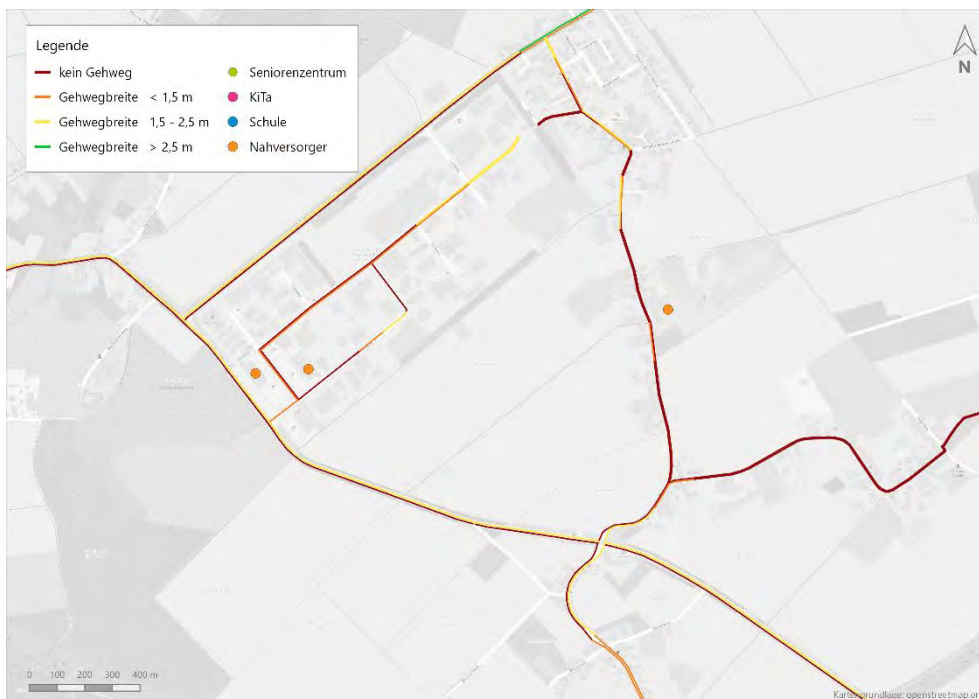 Legende
kein Gehweg
Gehwegbreite < 1,5 m
Gehwegbreite 1,5 - 2,5 m
Gehwegbreite > 2,5 m
Seniorenzentrum
KiTa
Schule
Nahversorger
N
0 100 200 300 400 m
Kartengrundlage: openstreetmap.or